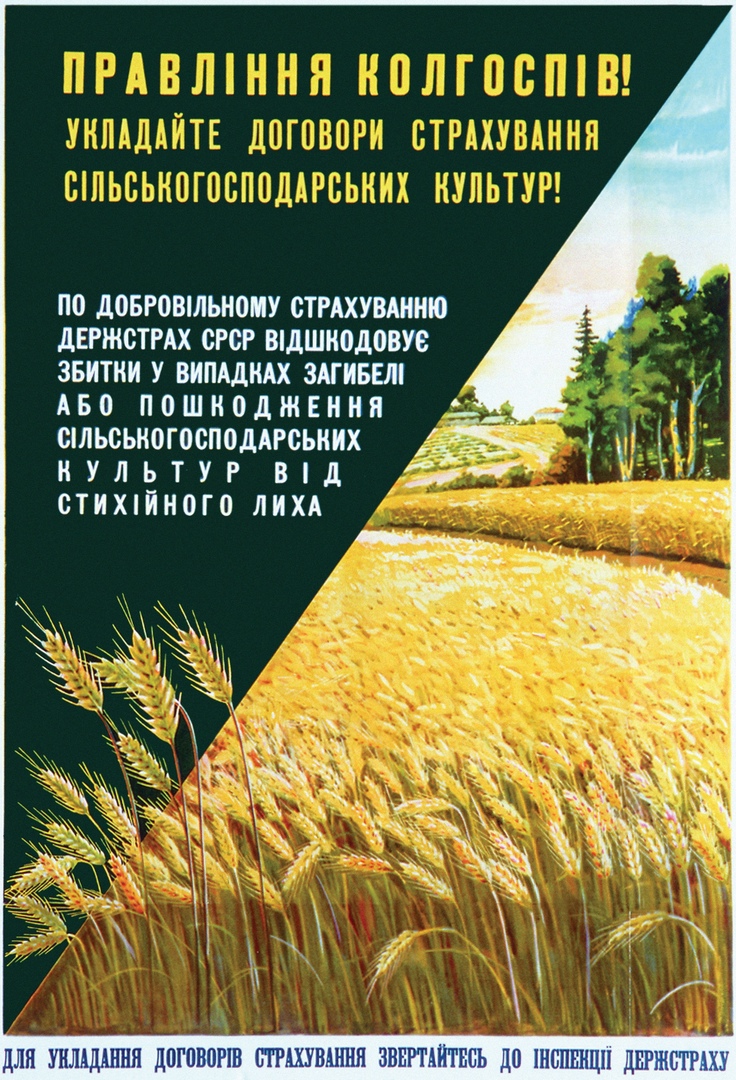 ПРАВЛІННЯ КОЛГОСПІВ!
УКЛАДАЙТЕ ДОГОВОРИ СТРАХУВАННЯ
СІЛЬСЬКОГОСПОДАРСЬКИХ КУЛЬТУР!
ПО ДОБРОВІЛЬНОМУ СТРАХУВАННЮ
ДЕРЖСТРАХ СРСР ВІДШКОДОВУЄ
ЗБИТКИ У ВИПАДКАХ ЗАГИБЕЛІ
АБО ПОШКОДЖЕННЯ
СІЛЬСЬКОГОСПОДАРСЬКИХ
КУЛЬТУР ВІД
СТИХІЙНОГО ЛИХА
ДЛЯ УКЛАДАННЯ ДОГОВОРІВ СТРАХУВАННЯ ЗВЕРТАЙТЕСЬ ДО ІНСПЕКЦІЇ ДЕРЖСТРАХУ